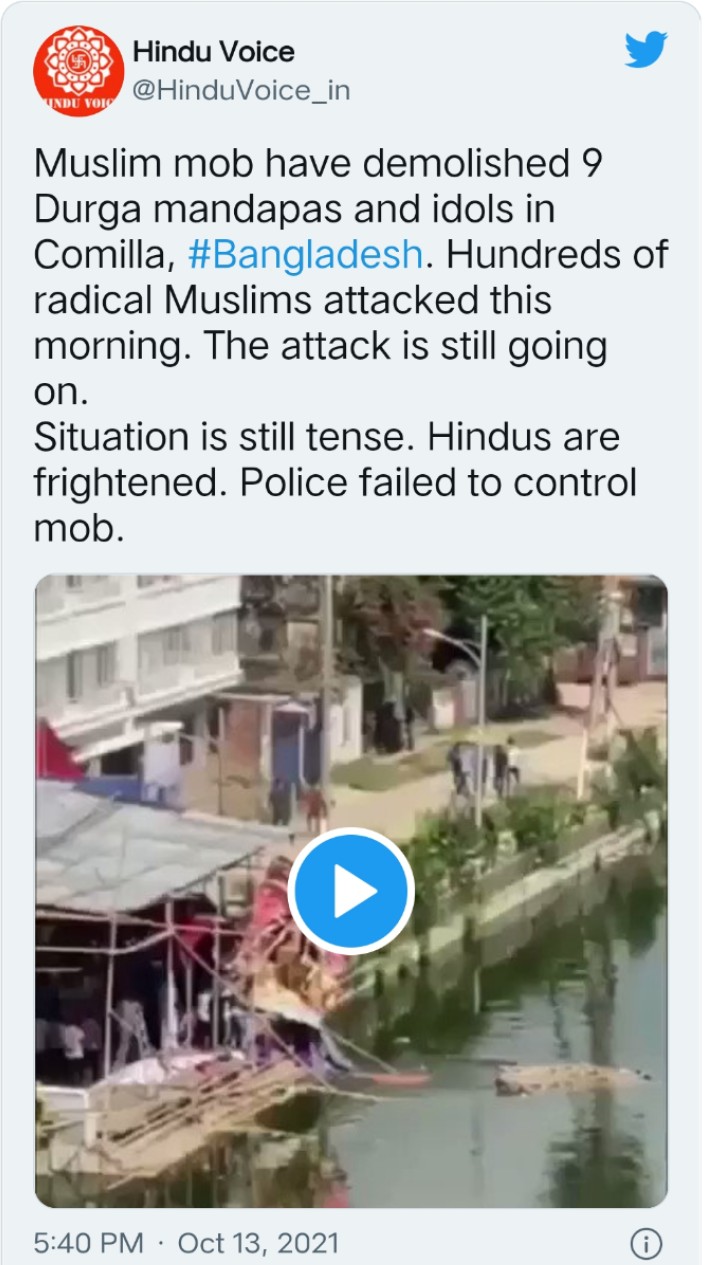 Hindu Voice
@HinduVoice_in
HINDU VOIC
Muslim mob have demolished 9
Durga mandapas and idols in
Comilla, #Bangladesh. Hundreds of
radical Muslims attacked this
morning. The attack is still going
on.
Situation is still tense. Hindus are
frightened. Police failed to control
mob.
5:40 PM · Oct 13, 2021